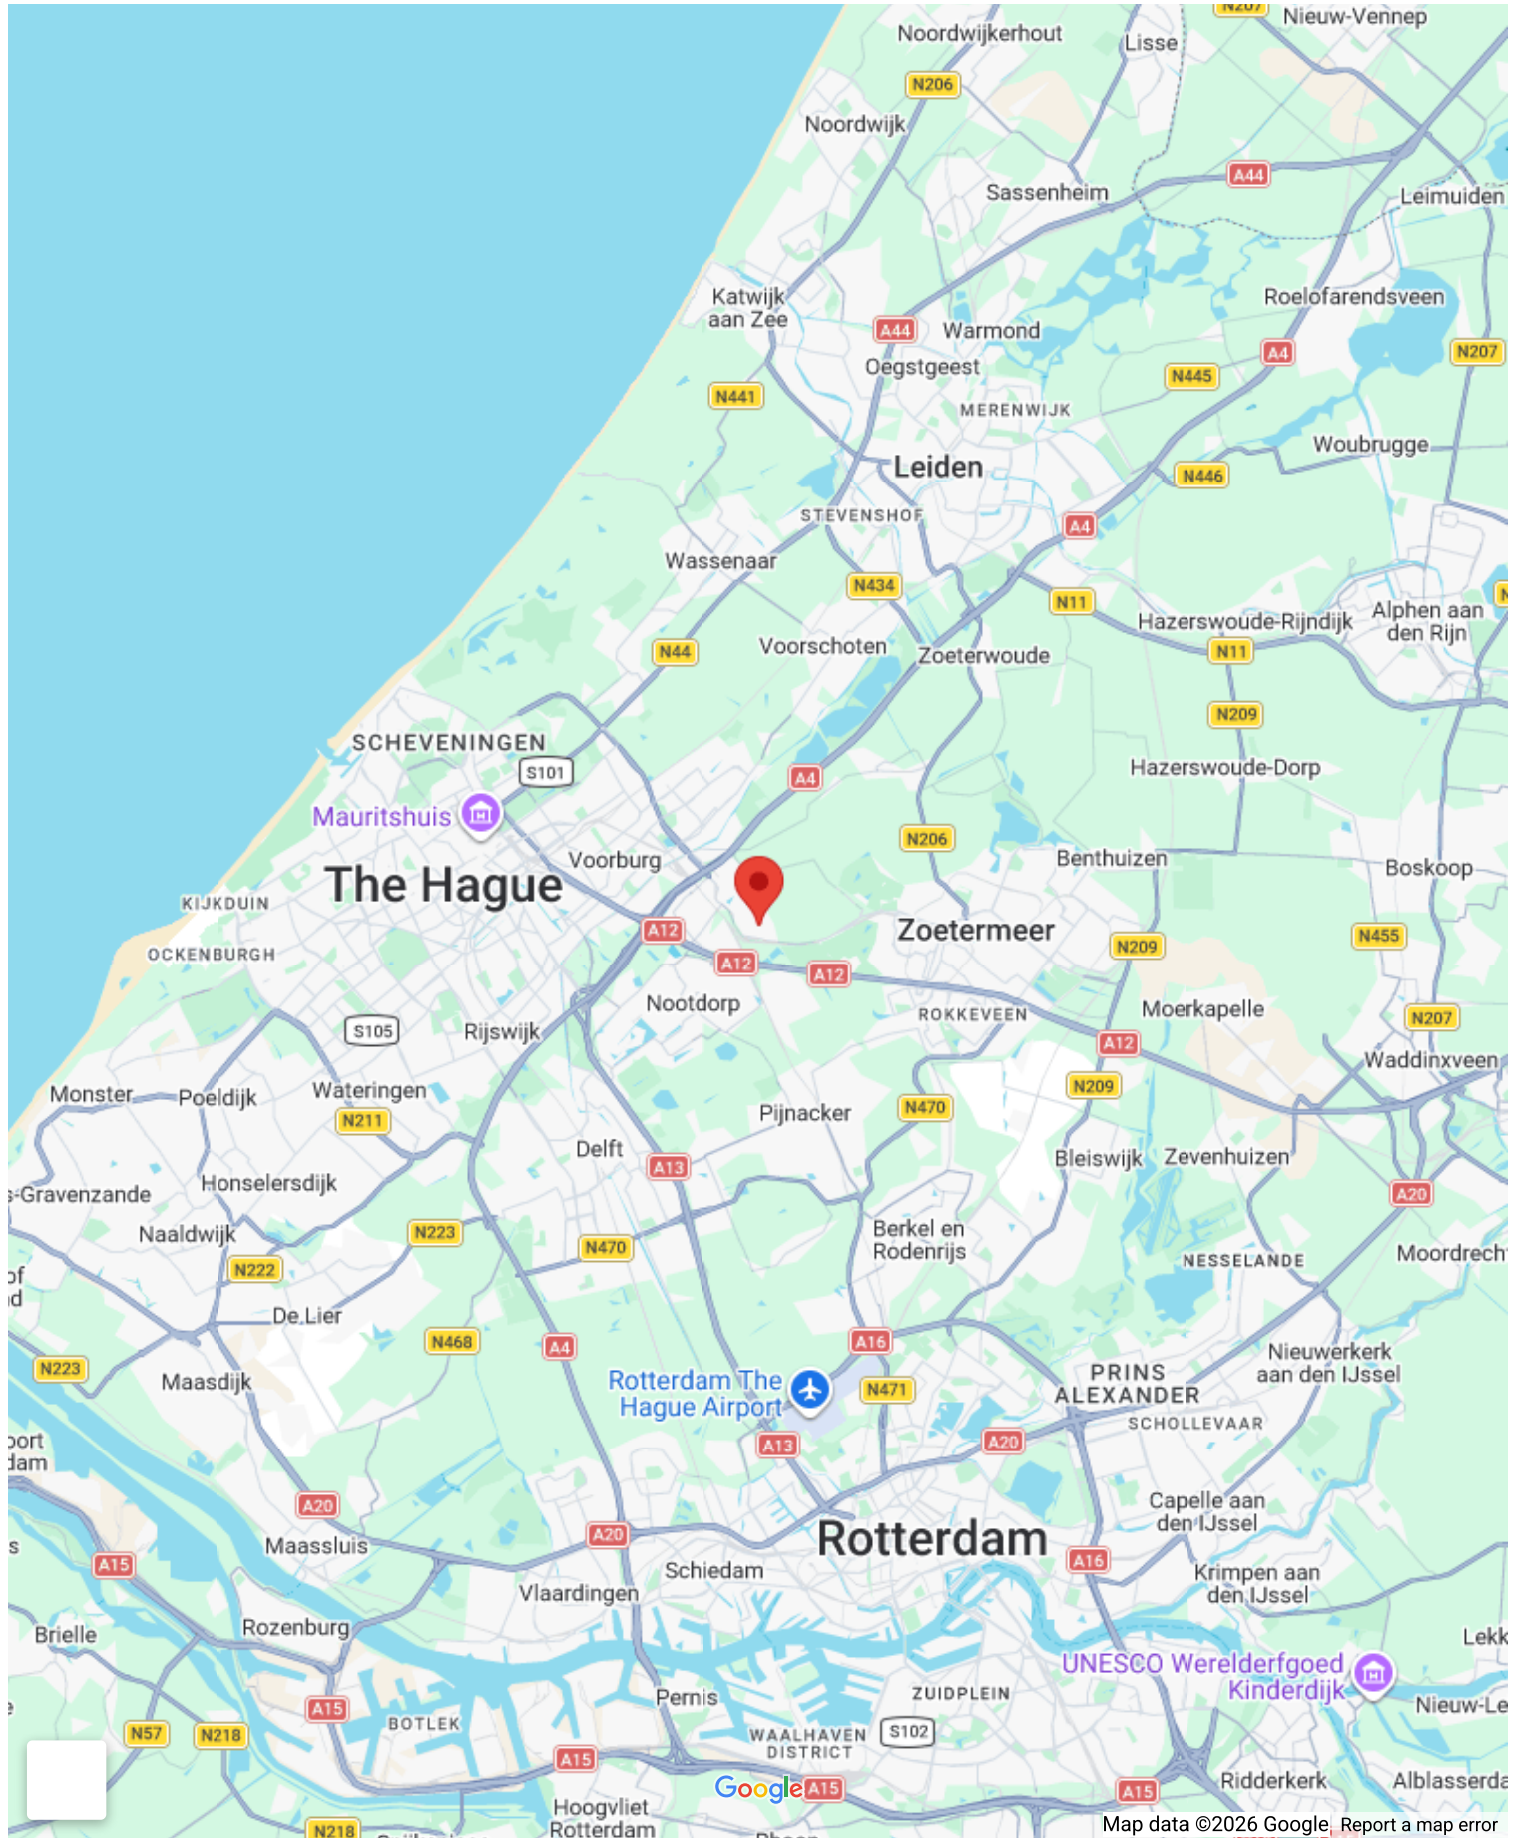 N207
Nieuw-Vennep
Noordwijkerhout
Lisse
N206
Noordwijk
A44
Sassenheim
Leimuiden
Katwijk
aan Zee
Roelofarendsveen
A44
Warmond
A4
N207
Oegstgeest
N445
N441
MERENWIJK
Woubrugge
Leiden
N446
STEVENSHOF
A4
Wassenaar
N434
N11
Hazerswoude-Rijndijk
Alphen aan
den Rijn
Voorschoten
N44
Zoeterwoude
N11
N209
SCHEVENINGEN
S101
A4
Hazerswoude-Dorp
Mauritshuis
N206
Voorburg
Benthuizen
Boskoop
The Hague
KIJKDUIN
A12
Zoetermeer
N209
N455
OCKENBURGH
A12
A12
Nootdorp
ROKKEVEEN
Moerkapelle
N207
S105
Rijswijk
A12
Waddinxveen
Monster
Poeldijk
Wateringen
N209
N211
Pijnacker
N470
Delft
A13
Bleiswijk
Zevenhuizen
s-Gravenzande
Honselersdijk
A20
Naaldwijk
N223
Berkel en
Rodenrijs
N470
NESSELANDE
Moordrech
N222
of
nd
De Lier
N468
A4
A16
N223
Maasdijk
Rotterdam The
Hague Airport
N471
PRINS
ALEXANDER
Nieuwerkerk
aan den IJssel
SCHOLLEVAAR
oort
dam
A13
A20
A20
A20
Capelle aan
den IJssel
Rotterdam
Maassluis
s
A15
Schiedam
A16
Vlaardingen
Krimpen aan
den IJssel
Rozenburg
Brielle
Lekk
UNESCO Werelderfgoed
Kinderdijk
Pernis
ZUIDPLEIN
Nieuw-Le
A15
BOTLEK
N57
N218
WAALHAVEN
DISTRICT
S102
A15
Google
A15
A15
Ridderkerk
Alblasserda
Hoogvliet
Rotterdam
N218
Map data ©2026 Google
Report a map error